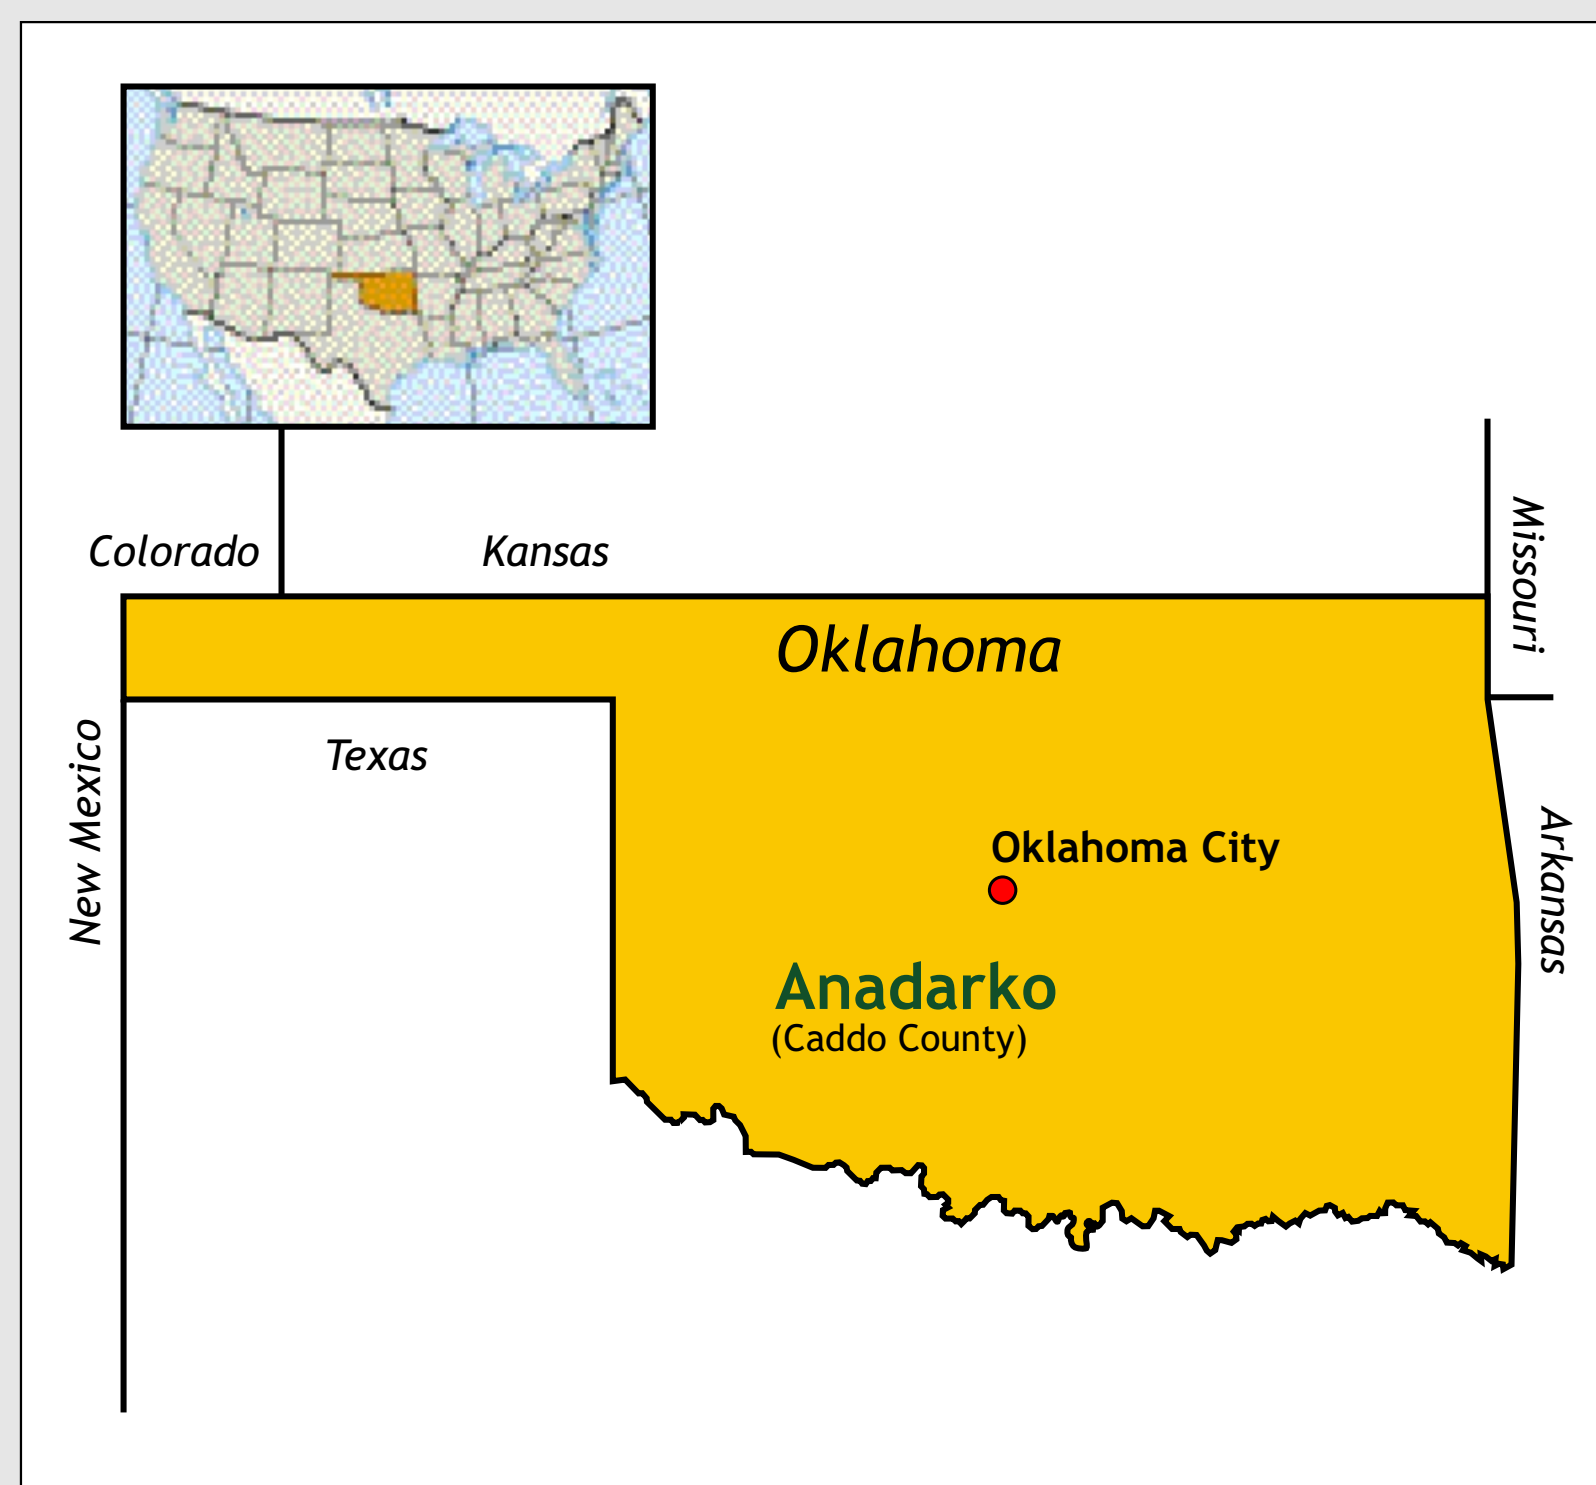 Colorado
Kansas
Missouri
Oklahoma
New Mexico
Texas
Arkansas
Oklahoma City
Anadarko
(Caddo County)